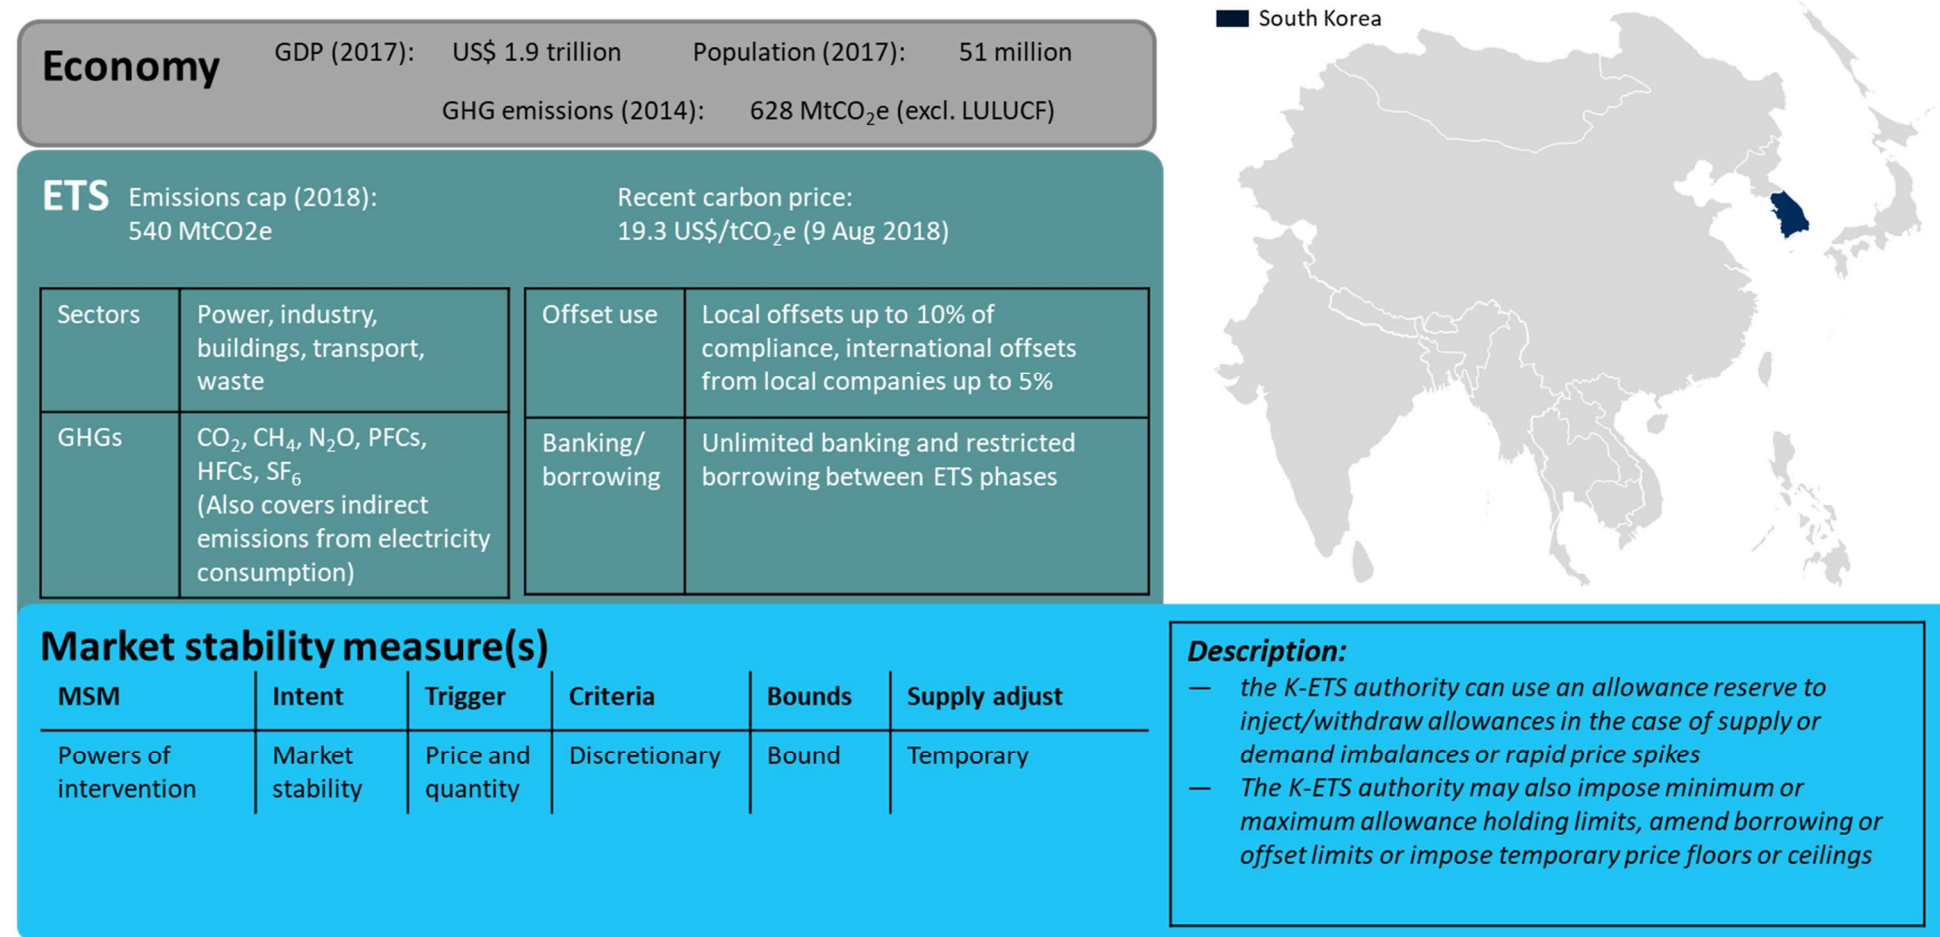 South Korea
Economy
GDP (2017): US$ 1.9 trillion Population (2017): 51 million
GHG emissions (2014): 628 MtCO₂e (excl. LULUCF)
ETS
Emissions cap (2018):
540 MtCO2e
Recent carbon price:
19.3 US$/tCO₂e (9 Aug 2018)
Sectors
Power, industry,
buildings, transport,
waste
GHGs
CO₂, CH₄, N₂O, PFCs,
HFCs, SF₆
(Also covers indirect
emissions from electricity
consumption)
Offset use
Local offsets up to 10% of
compliance, international offsets
from local companies up to 5%
Banking/
borrowing
Unlimited banking and restricted
borrowing between ETS phases
Market stability measure(s)
MSM Intent Trigger Criteria Bounds Supply adjust
Powers of
intervention
Market
stability
Price and
quantity
Discretionary
Bound
Temporary
Description:
— the K-ETS authority can use an allowance reserve to
inject/withdraw allowances in the case of supply or
demand imbalances or rapid price spikes
— The K-ETS authority may also impose minimum or
maximum allowance holding limits, amend borrowing or
offset limits or impose temporary price floors or ceilings